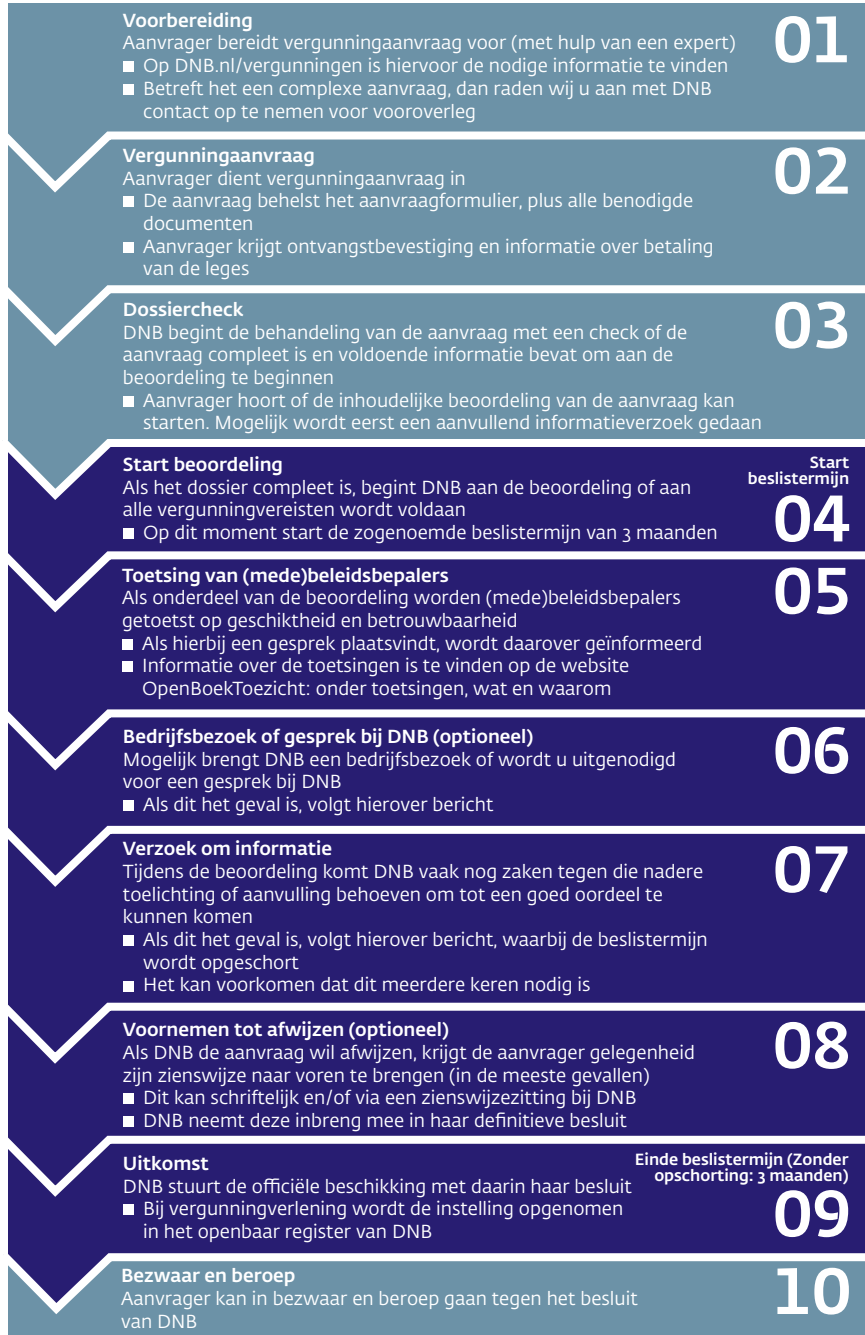 Voorbereiding
Aanvrager bereidt vergunningaanvraag voor (met hulp van een expert)
■ Op DNB.nl/vergunningen is hiervoor de nodige informatie te vinden
■ Betreft het een complexe aanvraag, dan raden wij u aan met DNB
contact op te nemen voor vooroverleg
01
Vergunningaanvraag
Aanvrager dient vergunningaanvraag in
■ De aanvraag behelst het aanvraagformulier, plus alle benodigde
documenten
■ Aanvrager krijgt ontvangstbevestiging en informatie over betaling
van de leges
02
Dossiercheck
DNB begint de behandeling van de aanvraag met een check of de
aanvraag compleet is en voldoende informatie bevat om aan de
beoordeling te beginnen
■ Aanvrager hoort of de inhoudelijke beoordeling van de aanvraag kan
starten. Mogelijk wordt eerst een aanvullend informatieverzoek gedaan
03
Start beoordeling
Als het dossier compleet is, begint DNB aan de beoordeling of aan
alle vergunningvereisten wordt voldaan
■ Op dit moment start de zogenoemde beslistermijn van 3 maanden
Start
beslistermijn
04
Toetsing van (mede)beleidsbepalers
Als onderdeel van de beoordeling worden (mede)beleidsbepalers
getoetst op geschiktheid en betrouwbaarheid
■ Als hierbij een gesprek plaatsvindt, wordt daarover geïnformeerd
■ Informatie over de toetsingen is te vinden op de website
OpenBoekToezicht: onder toetsingen, wat en waarom
05
Bedrijfsbezoek of gesprek bij DNB (optioneel)
Mogelijk brengt DNB een bedrijfsbezoek of wordt u uitgenodigd
voor een gesprek bij DNB
■ Als dit het geval is, volgt hierover bericht
06
Verzoek om informatie
Tijdens de beoordeling komt DNB vaak nog zaken tegen die nadere
toelichting of aanvulling behoeven om tot een goed oordeel te
kunnen komen
■ Als dit het geval is, volgt hierover bericht, waarbij de beslistermijn
wordt opgeschort
■ Het kan voorkomen dat dit meerdere keren nodig is
07
Voornemen tot afwijzen (optioneel)
Als DNB de aanvraag wil afwijzen, krijgt de aanvrager gelegenheid
zijn zienswijze naar voren te brengen (in de meeste gevallen)
■ Dit kan schriftelijk en/of via een zienswijzezitting bij DNB
■ DNB neemt deze inbreng mee in haar definitieve besluit
08
Uitkomst
DNB stuurt de officiële beschikking met daarin haar besluit
■ Bij vergunningverlening wordt de instelling opgenomen
in het openbaar register van DNB
Einde beslistermijn (Zonder
opschorting: 3 maanden)
09
Bezwaar en beroep
Aanvrager kan in bezwaar en beroep gaan tegen het besluit
van DNB
10